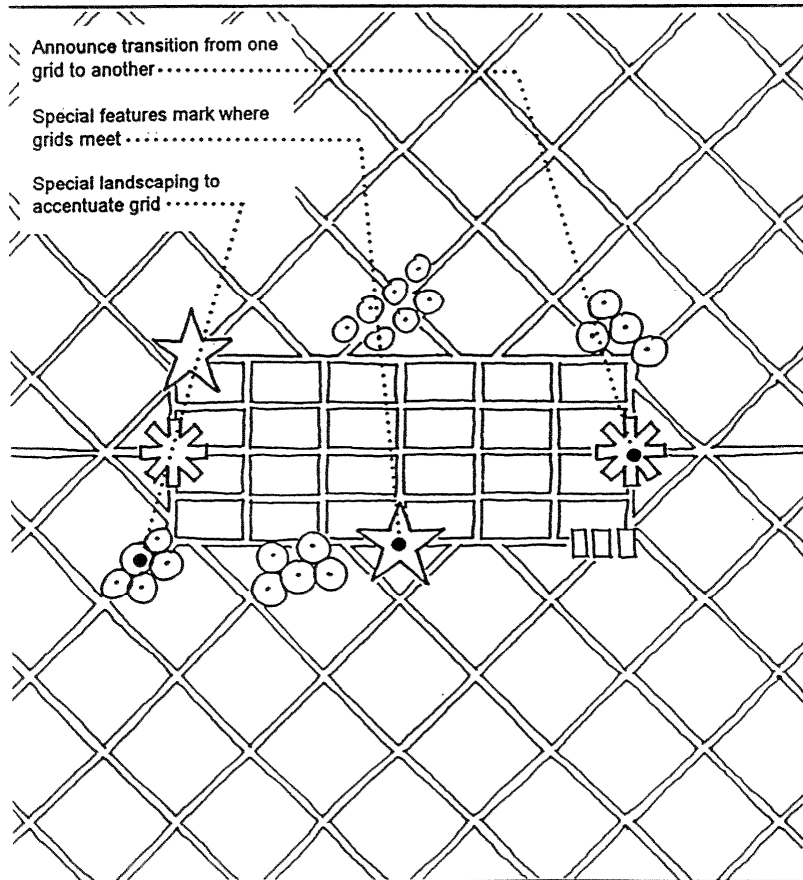 Announce transition from one
grid to another
Special features mark where
grids meet
Special landscaping to
accentuate grid